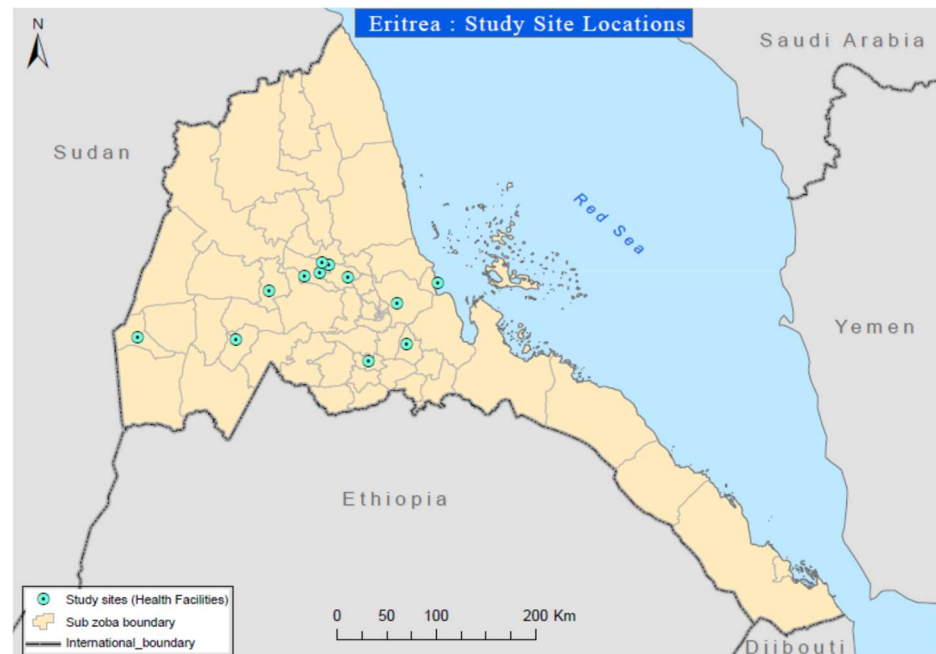 Eritrea : Study Site Locations
N
Saudi Arabia
Sudan
Red Sea
Yemen
Ethiopia
Study sites (Health Facilities)
Sub zoba boundary
International_boundary
0 50 100 200 Km
Djibouti